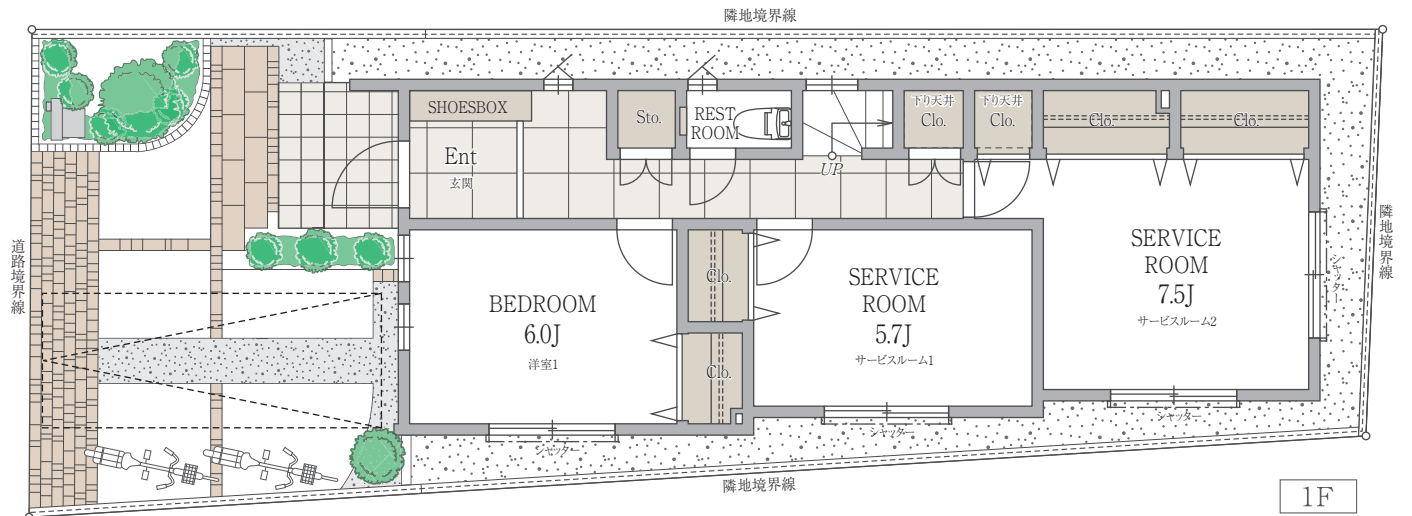 隣地境界線
SHOESBOX
Ent
玄関
Sto.
REST
ROOM
UP
下り天井
Clo.
下り天井
Clo.
Clo.
Clo.
道路境界線
隣地境界線
BEDROOM
6.0J
洋室1
Clo.
Clo.
SERVICE
ROOM
5.7J
サービスルーム1
SERVICE
ROOM
7.5J
サービスルーム2
シャッター
シャッター
シャッター
シャッター
隣地境界線
1F